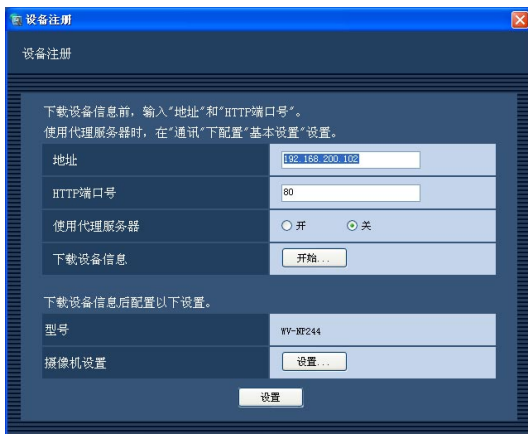 设备注册
设备注册
下载设备信息前，输入"地址"和"HTTP端口号"。
使用代理服务器时，在"通讯"下配置"基本设置"设置。
地址 192.168.200.102
HTTP端口号 80
使用代理服务器 开 关
下载设备信息 开始...
下载设备信息后配置以下设置。
型号 WV-NP244
摄像机设置 设置...
设置